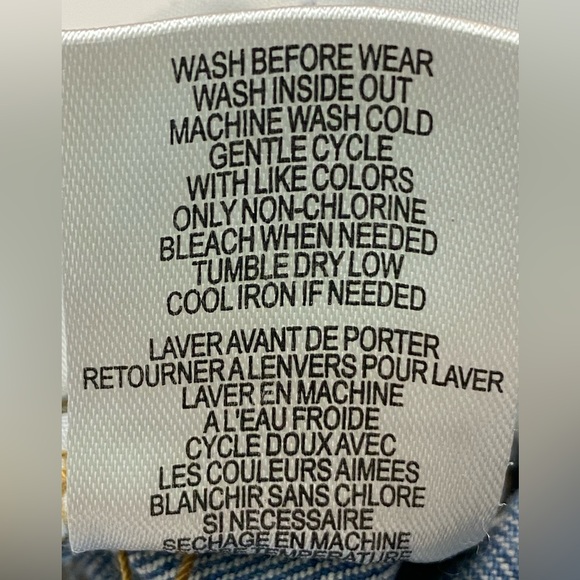 WASH BEFORE WEAR
WASH INSIDE OUT
MACHINE WASH COLD
GENTLE CYCLE
WITH LIKE COLORS
ONLY NON-CHLORINE
BLEACH WHEN NEEDED
TUMBLE DRY LOW
COOL IRON IF NEEDED
LAVER AVANT DE PORTER
RETOURNER A LENVERS POUR LAVER
LAVER EN MACHINE
A L'EAU FROIDE
CYCLE DOUX AVEC
LES COULEURS AIMEES
BLANCHIR SANS CHLORE
SI NECESSAIRE
SECHAGE EN MACHINE
TEMPERATURE